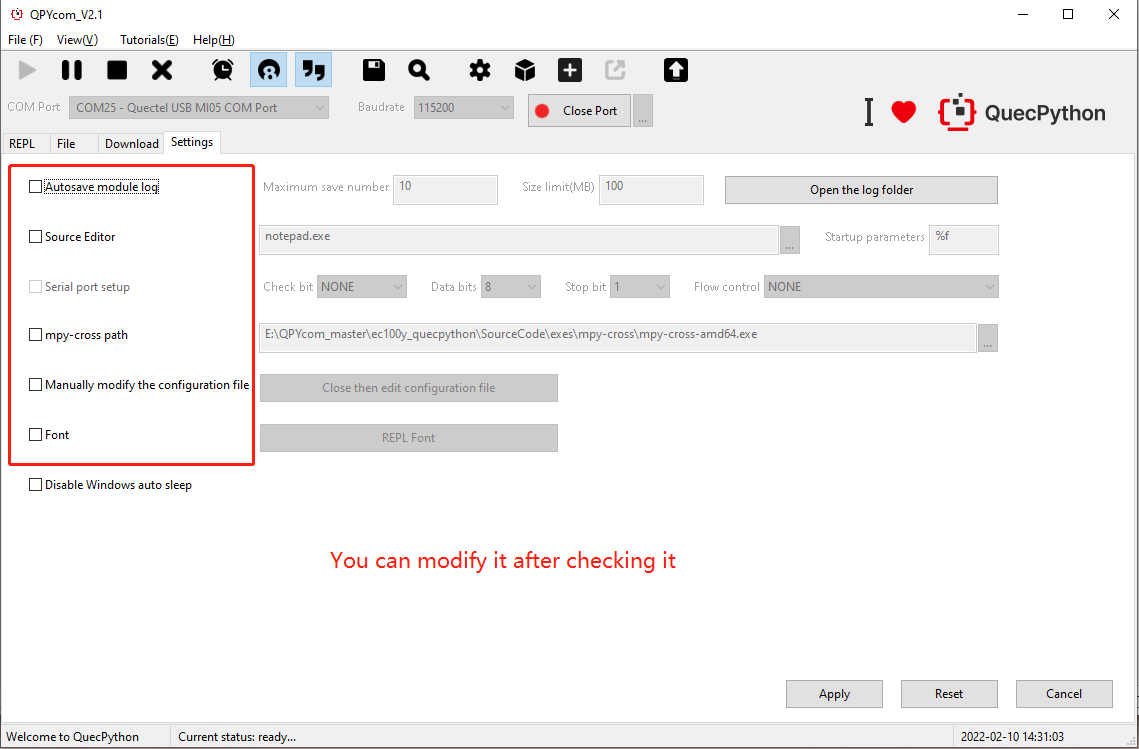 QPYcom_V2.1
File (F) View(V) Tutorials(E) Help(H)
COM Port COM25 - Quectel USB MI05 COM Port Baudrate 115200 Close Port ... I QuecPython
REPL File Download Settings
Autosave module log Maximum save number 10 Size limit(MB) 100 Open the log folder
Source Editor notepad.exe ... Startup parameters %f
Serial port setup Check bit NONE Data bits 8 Stop bit 1 Flow control NONE
mpy-cross path E:\QPYcom_master\ec100y_quecpython\SourceCode\exes\mpy-cross\mpy-cross-amd64.exe ...
Manually modify the configuration file Close then edit configuration file
Font REPL Font
Disable Windows auto sleep
You can modify it after checking it
Apply Reset Cancel
Welcome to QuecPython Current status: ready... 2022-02-10 14:31:03